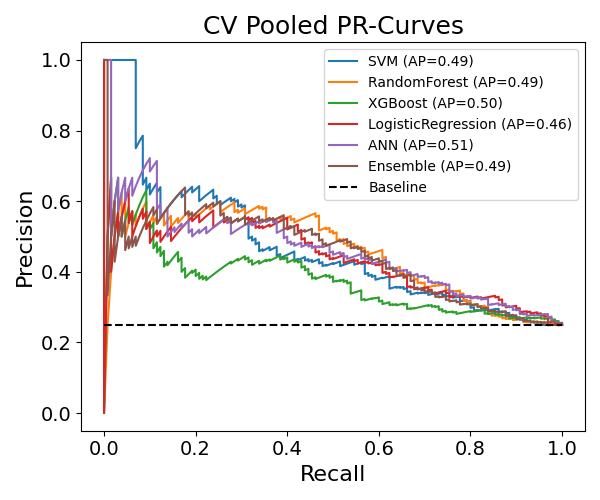 CV Pooled PR-Curves
SVM (AP=0.49)
RandomForest (AP=0.49)
XGBoost (AP=0.50)
LogisticRegression (AP=0.46)
ANN (AP=0.51)
Ensemble (AP=0.49)
Baseline
Precision
1.0
0.8
0.6
0.4
0.2
0.0
0.0 0.2 0.4 0.6 0.8 1.0
Recall